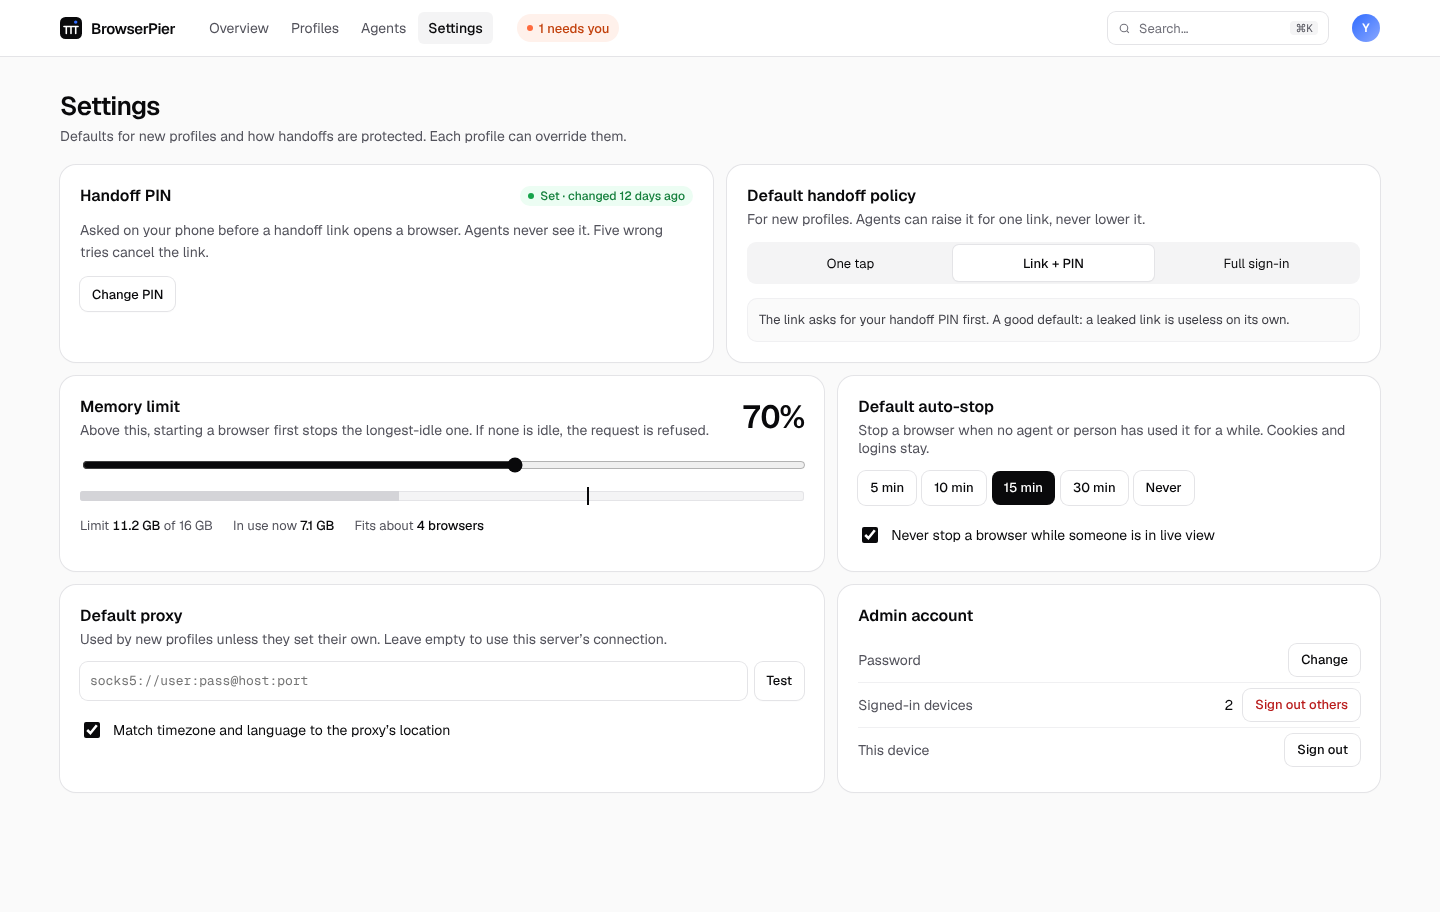 BrowserPier
Overview
Profiles
Agents
Settings
1 needs you
Search...
⌘K
Y
Settings
Defaults for new profiles and how handoffs are protected. Each profile can override them.
Handoff PIN
Set · changed 12 days ago
Asked on your phone before a handoff link opens a browser. Agents never see it. Five wrong
tries cancel the link.
Change PIN
Default handoff policy
For new profiles. Agents can raise it for one link, never lower it.
One tap
Link + PIN
Full sign-in
The link asks for your handoff PIN first. A good default: a leaked link is useless on its own.
Memory limit
Above this, starting a browser first stops the longest-idle one. If none is idle, the request is refused.
70%
Limit 11.2 GB of 16 GB
In use now 7.1 GB
Fits about 4 browsers
Default auto-stop
Stop a browser when no agent or person has used it for a while. Cookies and
logins stay.
5 min
10 min
15 min
30 min
Never
Never stop a browser while someone is in live view
Default proxy
Used by new profiles unless they set their own. Leave empty to use this server’s connection.
socks5://user:pass@host:port
Test
Match timezone and language to the proxy’s location
Admin account
Password
Change
Signed-in devices
2
Sign out others
This device
Sign out